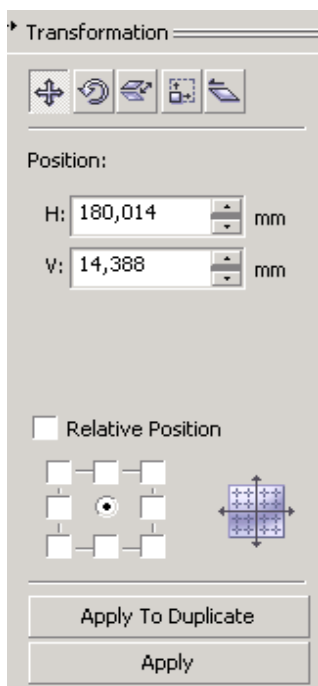 Transformation
Position:
H: 180,014 mm
V: 14,388 mm
Relative Position
Apply To Duplicate
Apply